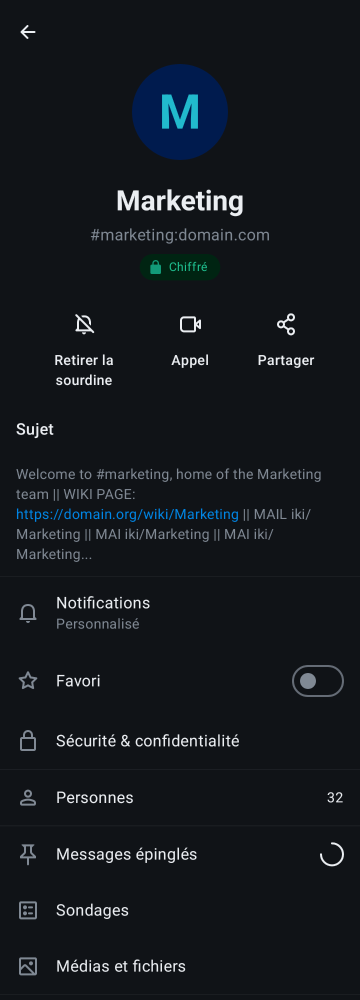 M
Marketing
#marketing:domain.com
Chiffré
Retirer la
sourdine
Appel
Partager
Sujet
Welcome to #marketing, home of the Marketing
team || WIKI PAGE:
https://domain.org/wiki/Marketing || MAIL iki/
Marketing || MAI iki/Marketing || MAI iki/
Marketing...
Notifications
Personnalisé
Favori
Sécurité & confidentialité
Personnes 32
Messages épinglés
Sondages
Médias et fichiers